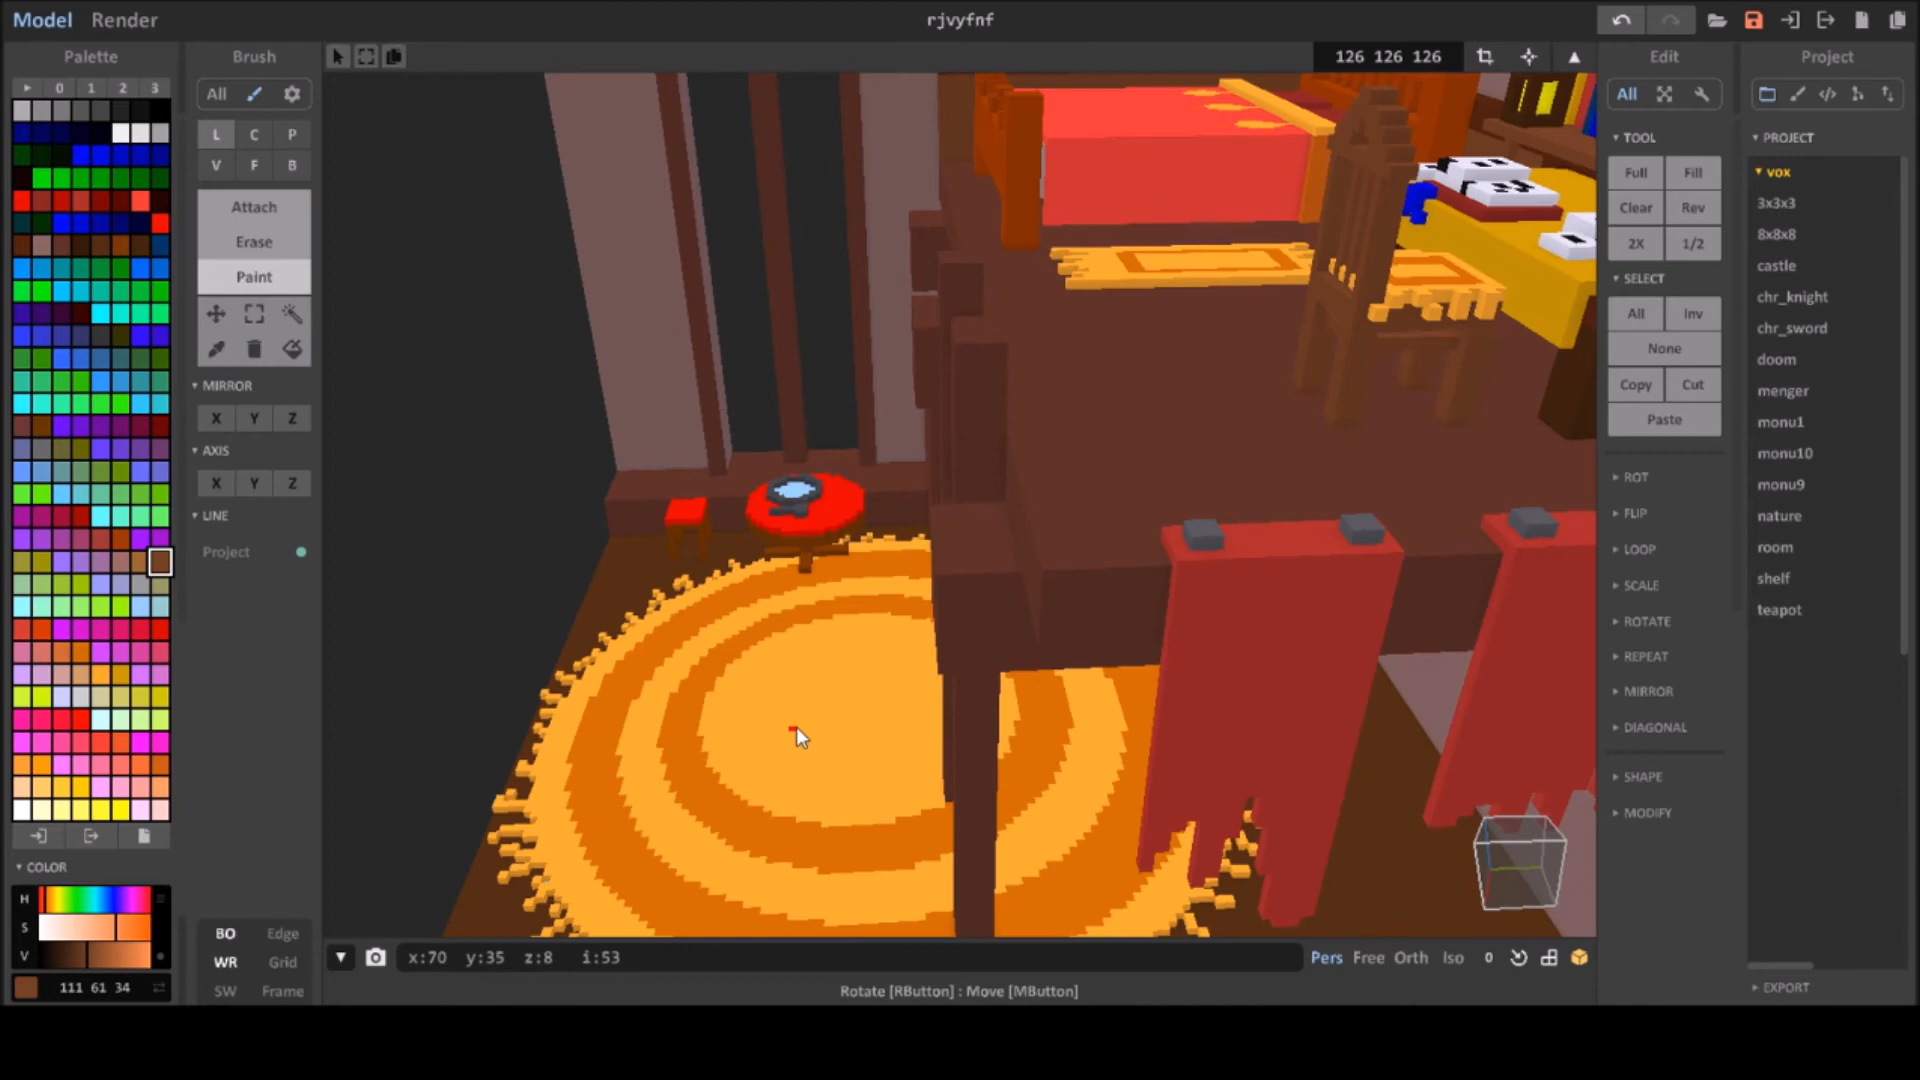 Model Render
rjvyfnf
Palette
Brush
126 126 126
Edit
Project
0 1 2 3
All
All
L C P
V F B
Attach
Erase
Paint
MIRROR
X Y Z
AXIS
X Y Z
LINE
Project
TOOL
Full Fill
Clear Rev
2X 1/2
SELECT
All Inv
None
Copy Cut
Paste
ROT
FLIP
LOOP
SCALE
ROTATE
REPEAT
MIRROR
DIAGONAL
SHAPE
MODIFY
PROJECT
VOX
3x3x3
8x8x8
castle
chr_knight
chr_sword
doom
menger
monu1
monu10
monu9
nature
room
shelf
teapot
EXPORT
COLOR
H
S
V
111 61 34
BO Edge
WR Grid
SW Frame
x:70 y:35 z:8 i:53
Pers Free Orth Iso 0
Rotate [RButton] : Move [MButton]